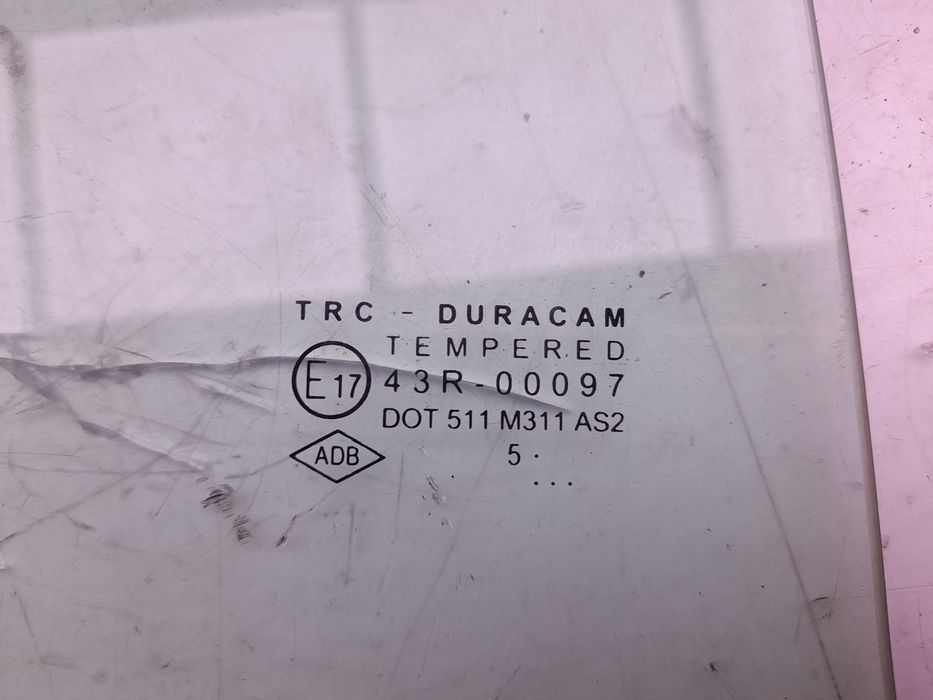 TRC - DURACAM
TEMPERED
E17 43R-00097
DOT 511 M311 AS2
ADB 5 .
...